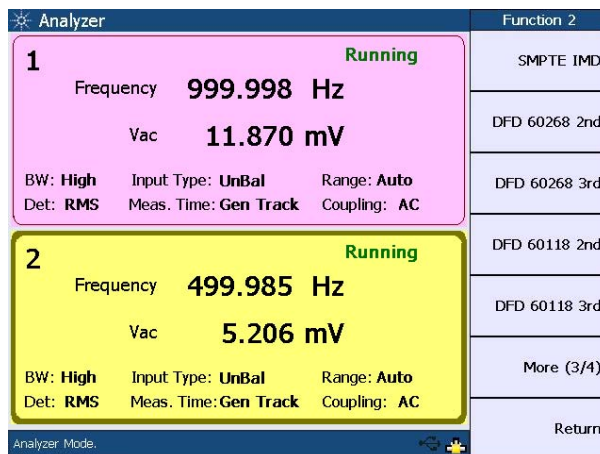 Analyzer
1
Running
Frequency 999.998 Hz
Vac 11.870 mV
BW: High Input Type: UnBal Range: Auto
Det: RMS Meas. Time: Gen Track Coupling: AC
2
Running
Frequency 499.985 Hz
Vac 5.206 mV
BW: High Input Type: UnBal Range: Auto
Det: RMS Meas. Time: Gen Track Coupling: AC
Analyzer Mode.
Function 2
SMPTE IMD
DFD 60268 2nd
DFD 60268 3rd
DFD 60118 2nd
DFD 60118 3rd
More (3/4)
Return